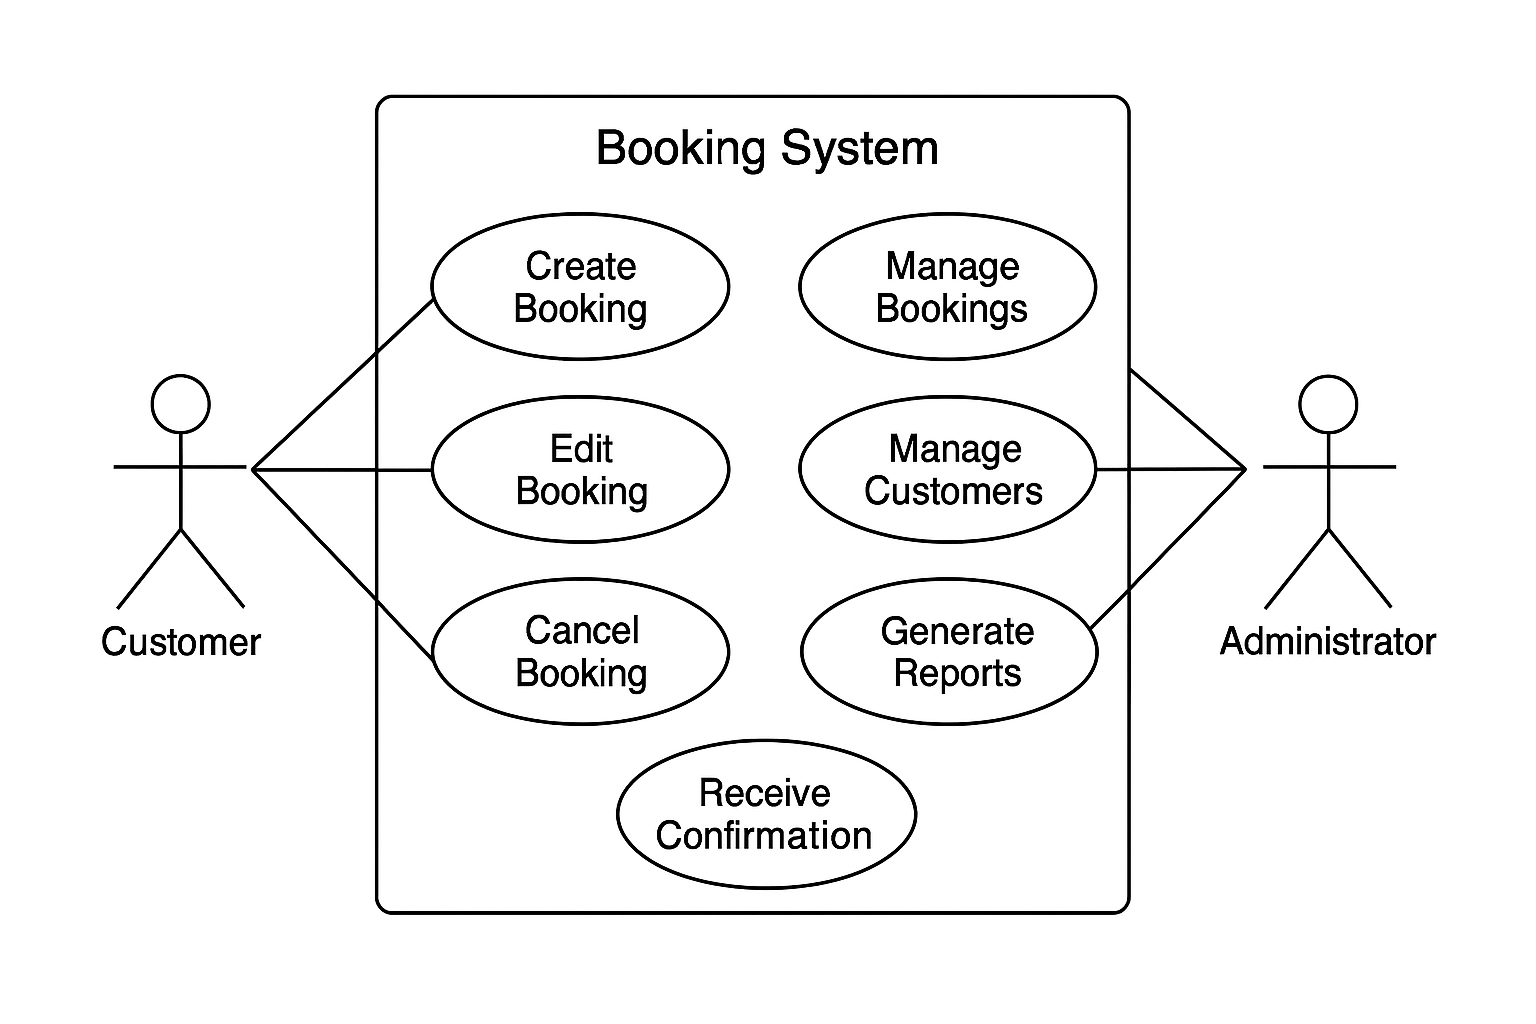 Booking System
Create
Booking
Manage
Bookings
Edit
Booking
Manage
Customers
Cancel
Booking
Generate
Reports
Customer
Administrator
Receive
Confirmation